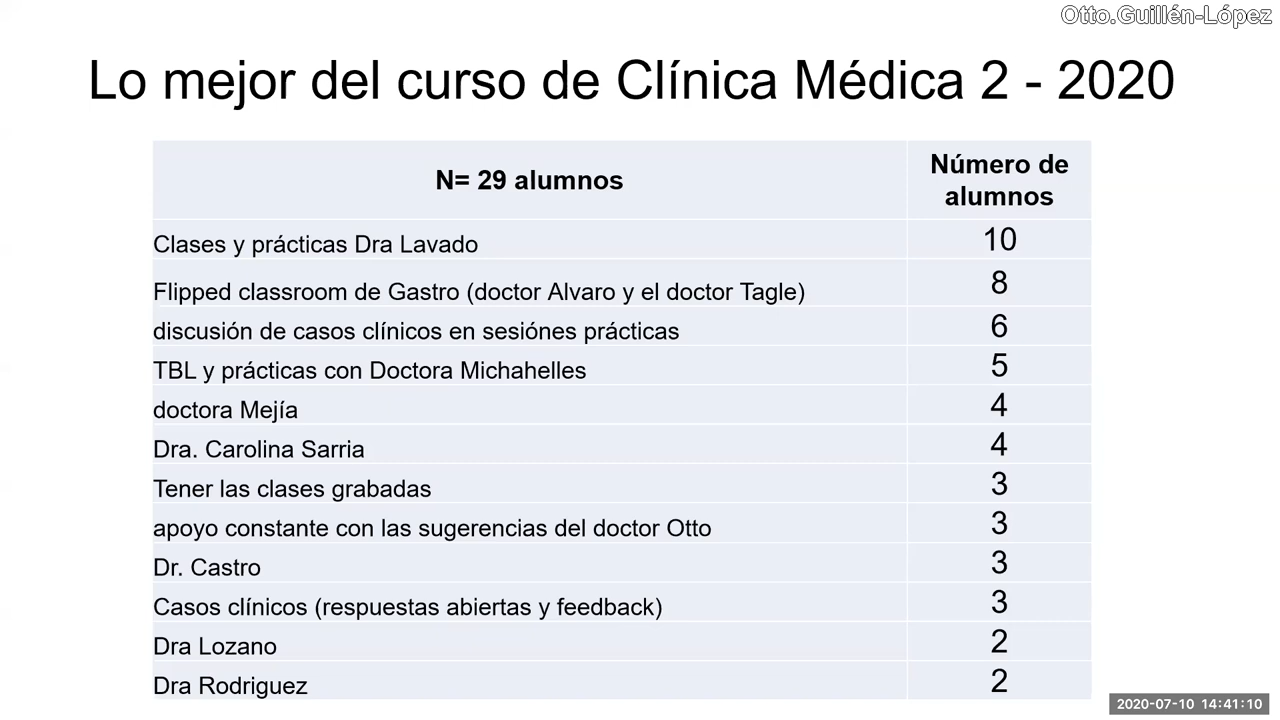 Otto.Guillén-López
Lo mejor del curso de Clínica Médica 2 - 2020
N= 29 alumnos
Número de
alumnos
Clases y prácticas Dra Lavado 10
Flipped classroom de Gastro (doctor Alvaro y el doctor Tagle) 8
discusión de casos clínicos en sesiónes prácticas 6
TBL y prácticas con Doctora Michahelles 5
doctora Mejía 4
Dra. Carolina Sarria 4
Tener las clases grabadas 3
apoyo constante con las sugerencias del doctor Otto 3
Dr. Castro 3
Casos clínicos (respuestas abiertas y feedback) 3
Dra Lozano 2
Dra Rodriguez 2
2020-07-10 14:41:10